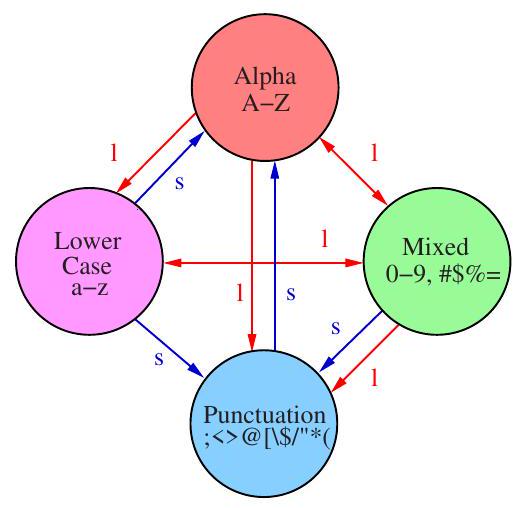 Alpha
A–Z
l
l
s
Lower
Case
a–z
l
Mixed
0–9, #$%=
l
s
s
s
l
Punctuation
;<>@[\$/"*(